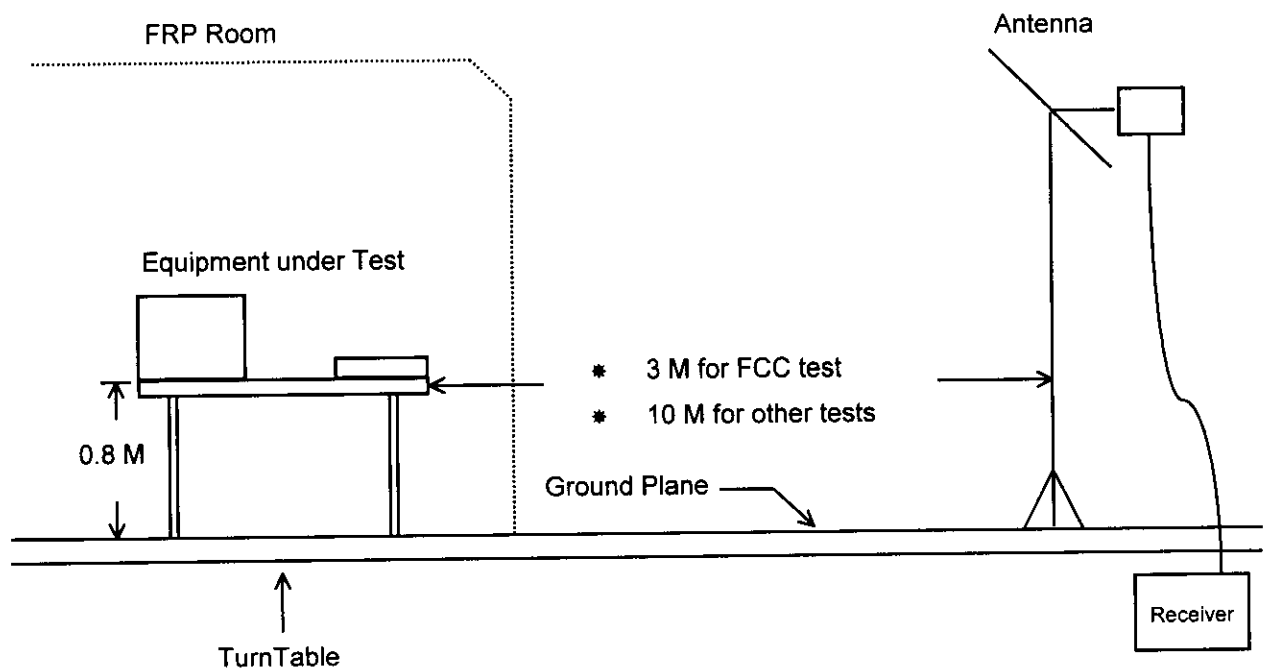 FRP Room
Antenna
Equipment under Test
* 3 M for FCC test
* 10 M for other tests
0.8 M
Ground Plane
Receiver
TurnTable